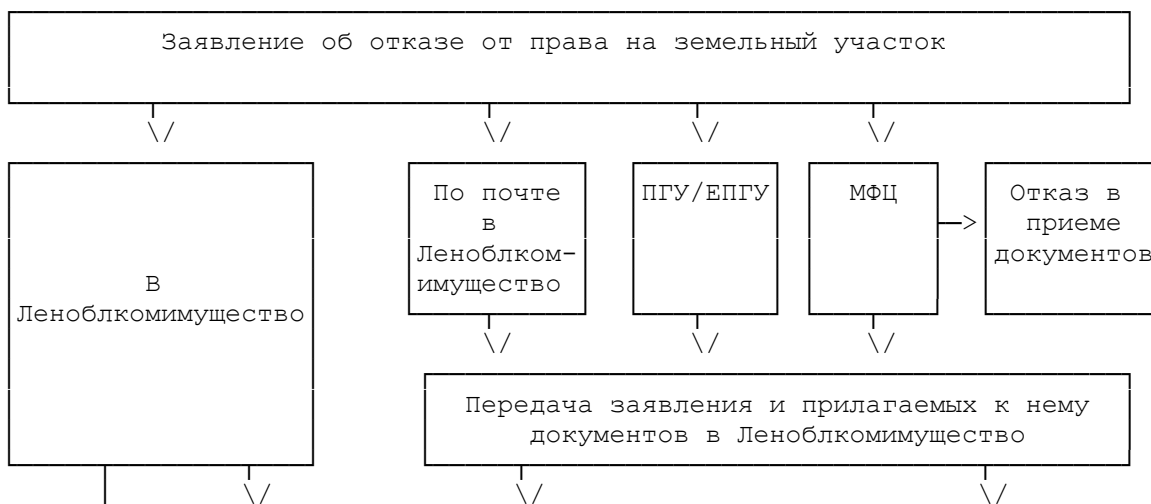 Заявление об отказе от права на земельный участок
В
Леноблкомимущество
По почте
в
Леноблком-
имущество
ПГУ/ЕПГУ
МФЦ
Отказ в
приеме
документов
Передача заявления и прилагаемых к нему
документов в Леноблкомимущество